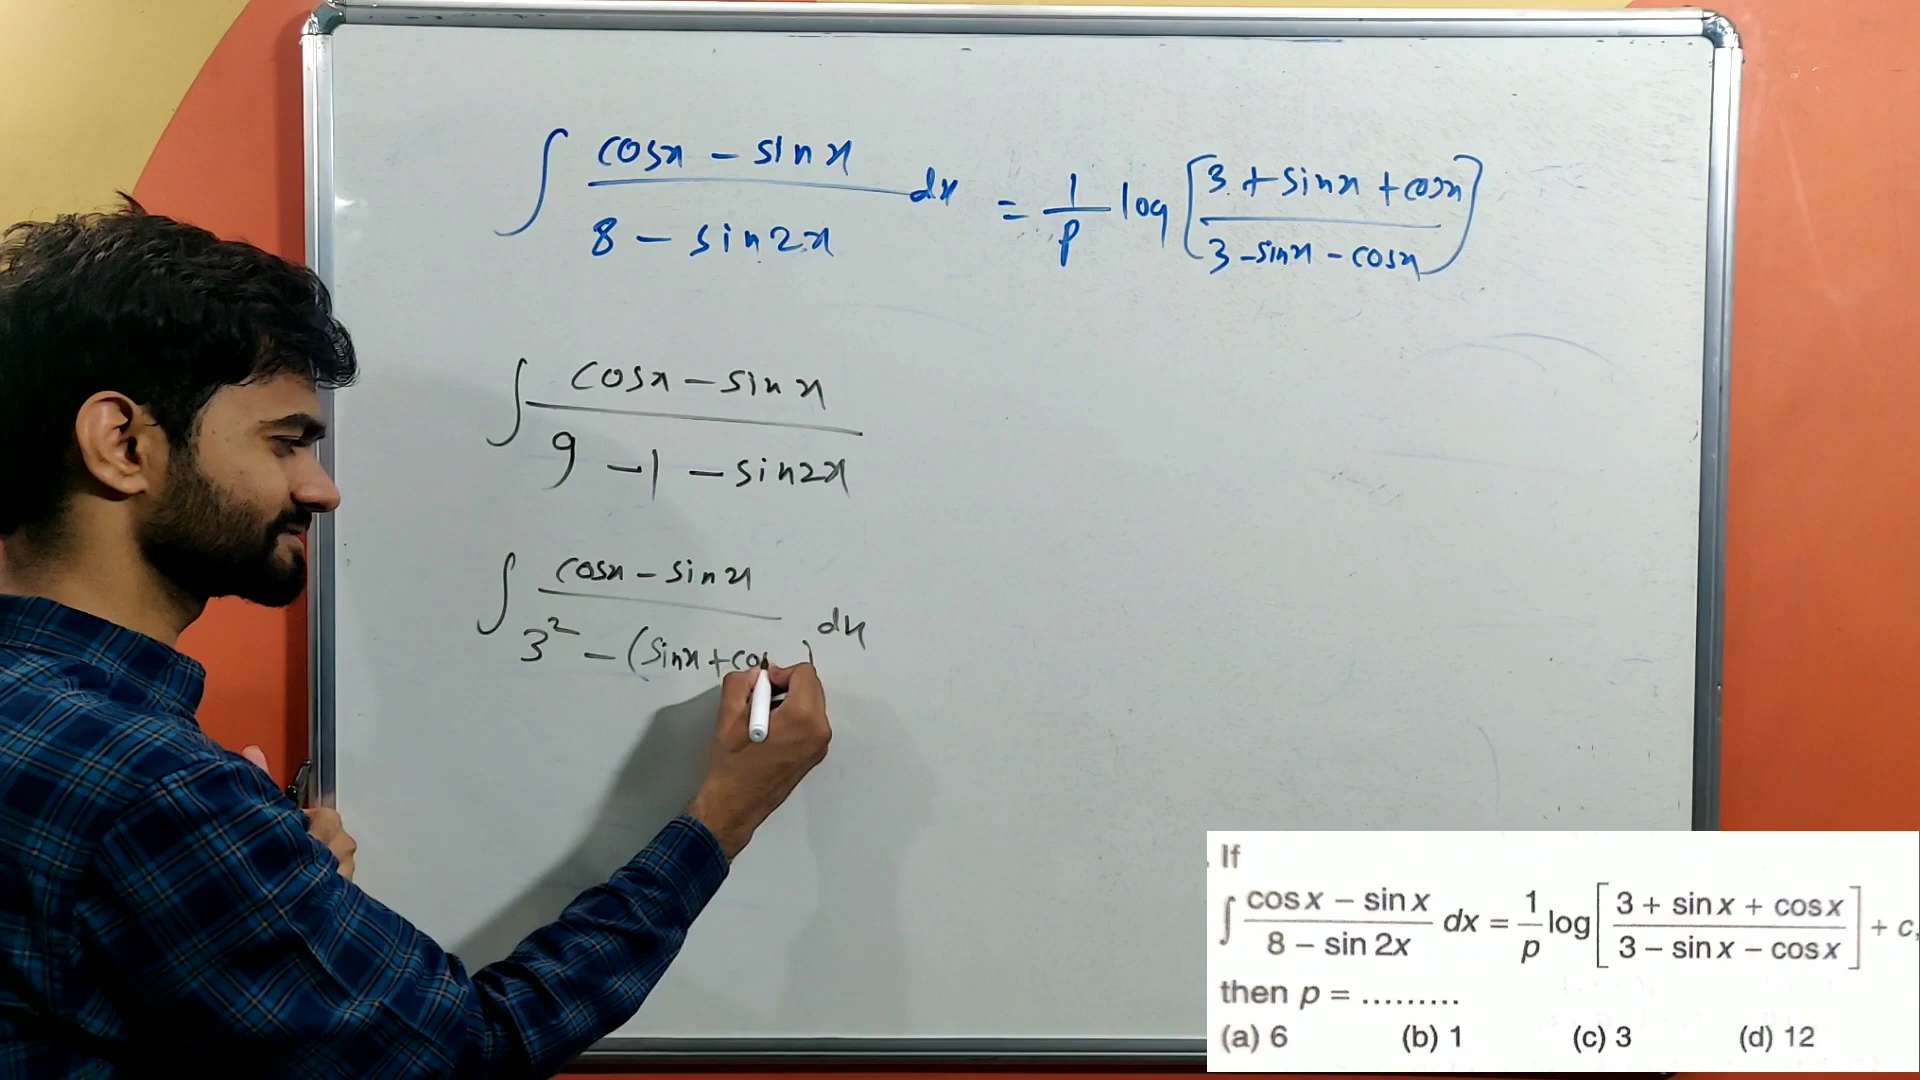 ∫ (cosx - sinx)/(8 - sin2x) dx = 1/p log [(3 + sinx + cosx)/(3 - sinx - cosx)]
∫ (cosx - sinx)/(9 - 1 - sin2x)
∫ (cosx - sinx)/(3² - (sinx + cos )) dx
. If
∫ (cos x − sin x)/(8 − sin 2x) dx = 1/p log [(3 + sin x + cos x)/(3 − sin x − cos x)] + c,
then p = .........
(a) 6 (b) 1 (c) 3 (d) 12